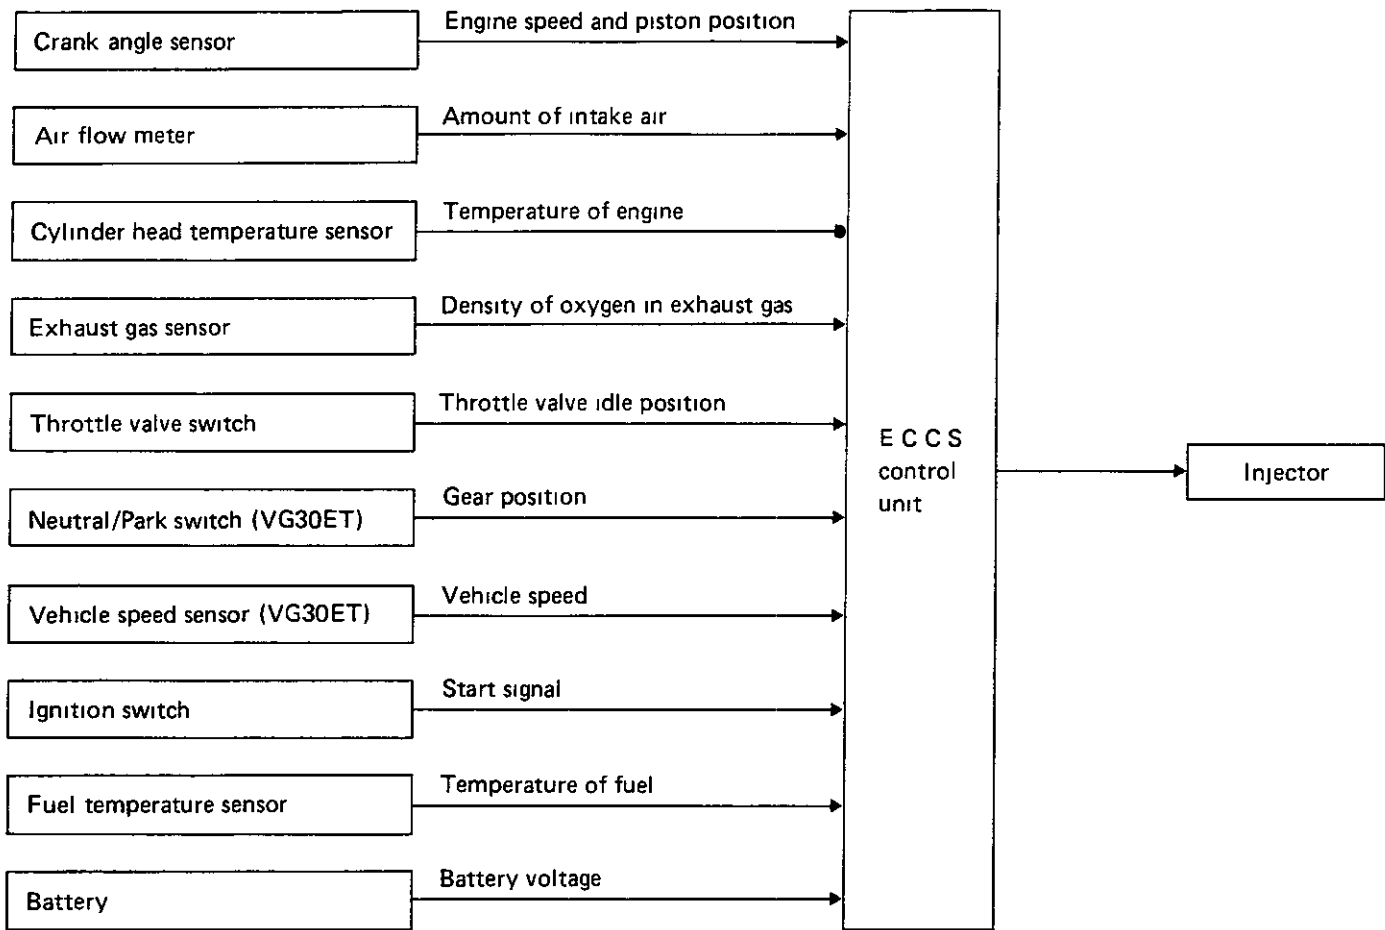 Crank angle sensor
Engine speed and piston position
Air flow meter
Amount of intake air
Cylinder head temperature sensor
Temperature of engine
Exhaust gas sensor
Density of oxygen in exhaust gas
Throttle valve switch
Throttle valve idle position
Neutral/Park switch (VG30ET)
Gear position
Vehicle speed sensor (VG30ET)
Vehicle speed
Ignition switch
Start signal
Fuel temperature sensor
Temperature of fuel
Battery
Battery voltage
E C C S
control
unit
Injector